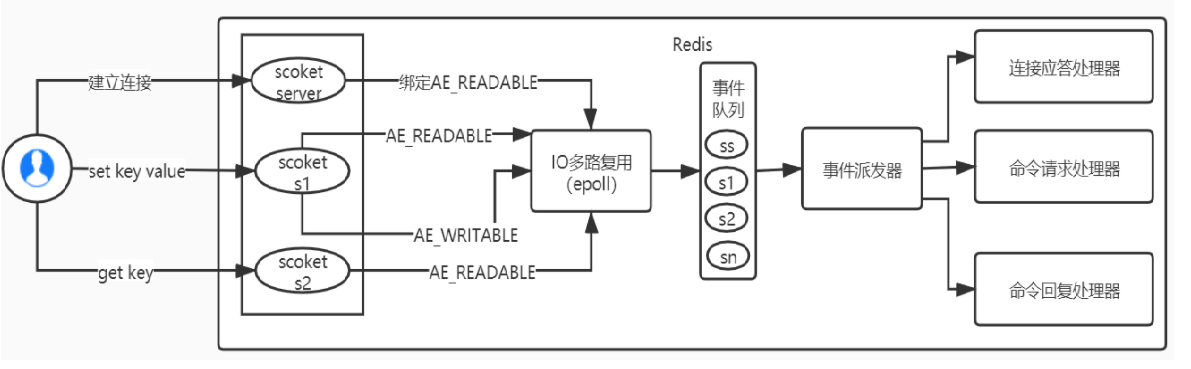 Redis
建立连接
scoket
server
绑定AE_READABLE
set key value
scoket
s1
AE_READABLE
AE_WRITABLE
get key
scoket
s2
AE_READABLE
IO多路复用
(epoll)
事件
队列
ss
s1
s2
sn
事件派发器
连接应答处理器
命令请求处理器
命令回复处理器